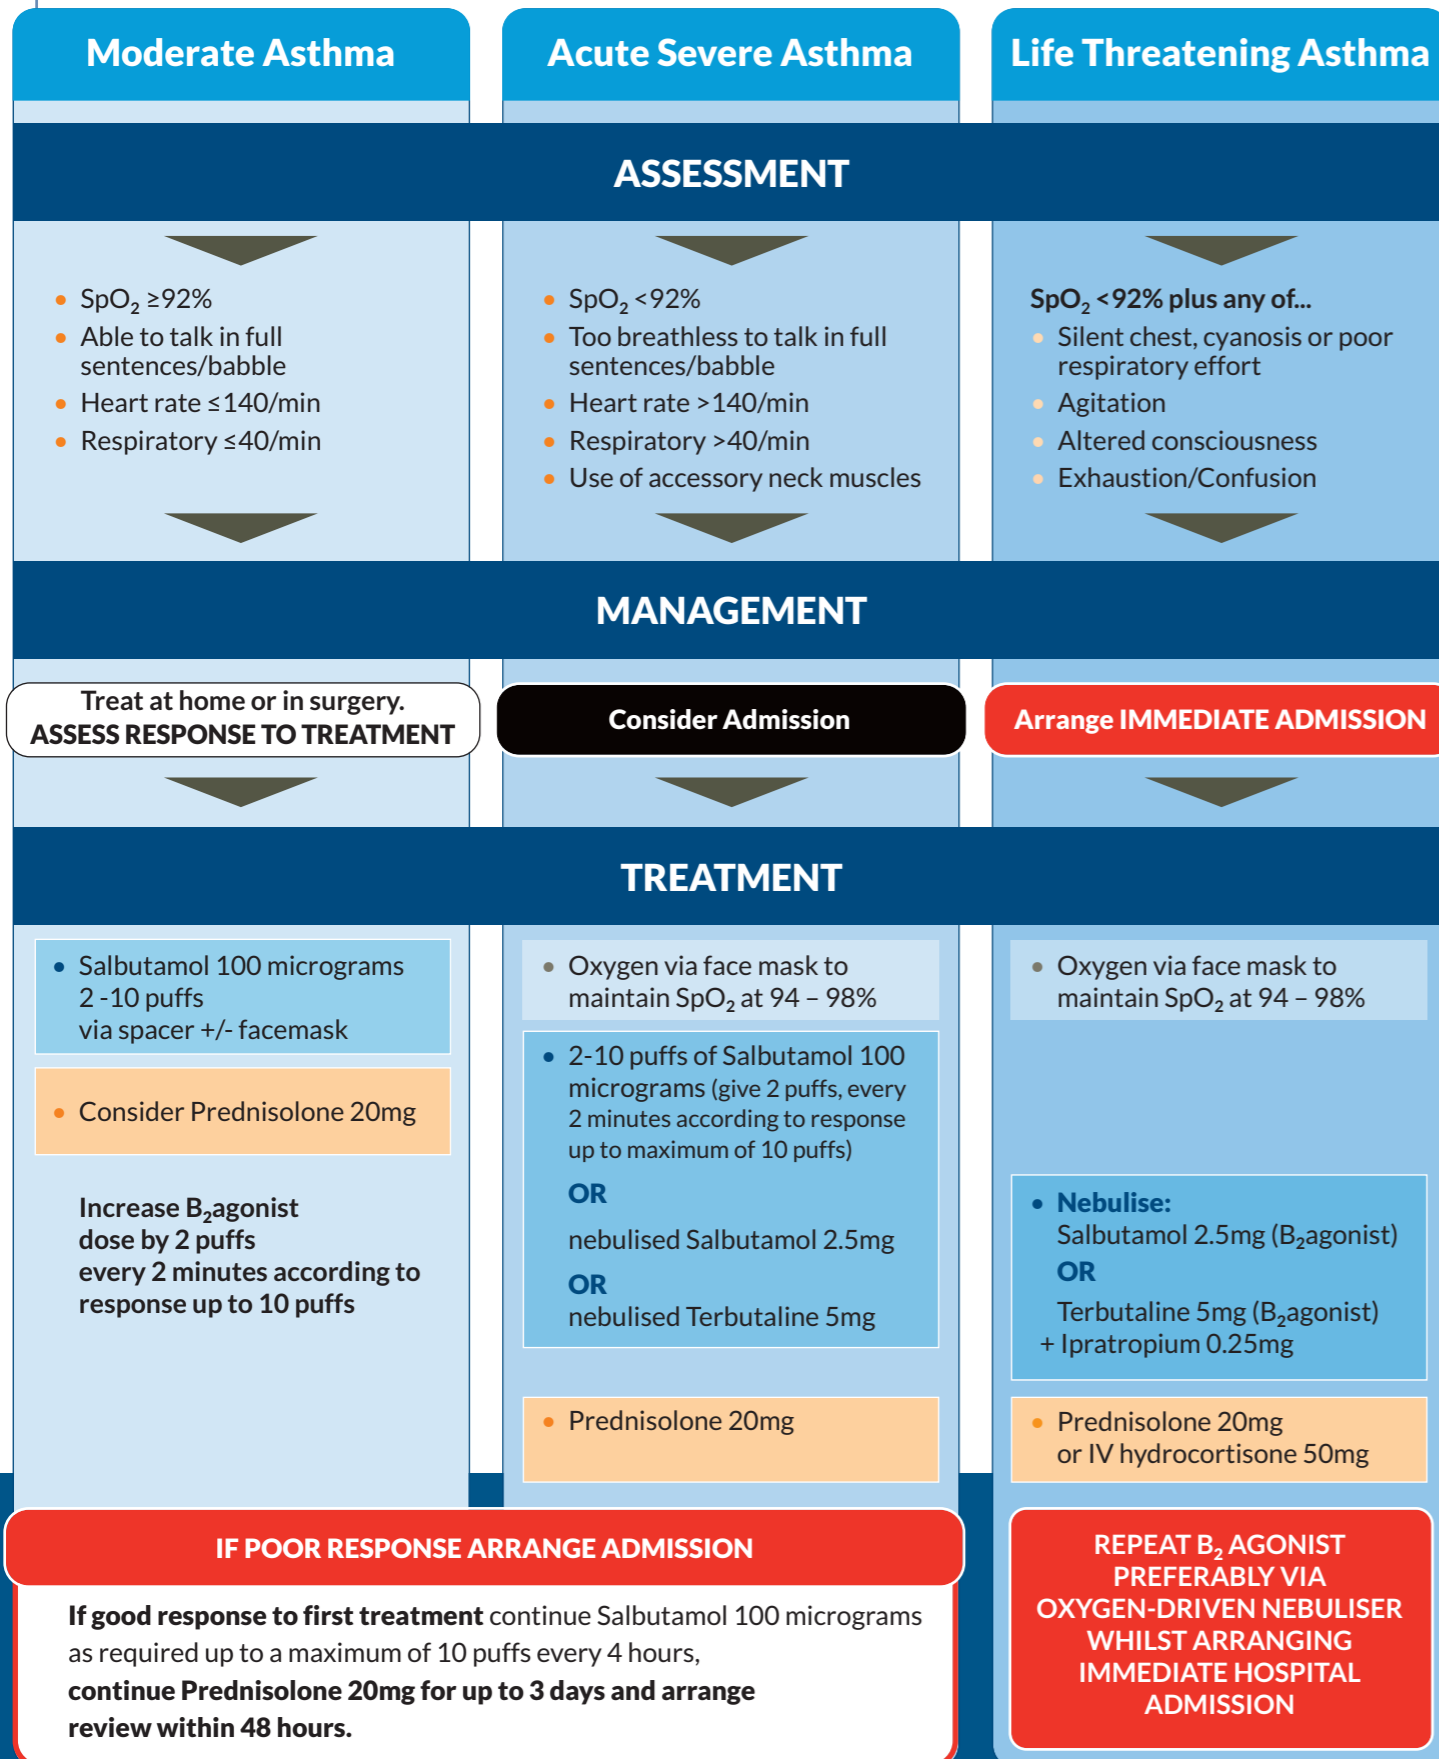 Moderate Asthma
Acute Severe Asthma
Life Threatening Asthma
ASSESSMENT
• SpO₂ ≥92%
• Able to talk in full
sentences/babble
• Heart rate ≤140/min
• Respiratory ≤40/min
• SpO₂ <92%
• Too breathless to talk in full
sentences/babble
• Heart rate >140/min
• Respiratory >40/min
• Use of accessory neck muscles
SpO₂ <92% plus any of...
• Silent chest, cyanosis or poor
respiratory effort
• Agitation
• Altered consciousness
• Exhaustion/Confusion
MANAGEMENT
Treat at home or in surgery.
ASSESS RESPONSE TO TREATMENT
Consider Admission
Arrange IMMEDIATE ADMISSION
TREATMENT
• Salbutamol 100 micrograms
2 -10 puffs
via spacer +/- facemask
• Consider Prednisolone 20mg
Increase B₂agonist
dose by 2 puffs
every 2 minutes according to
response up to 10 puffs
• Oxygen via face mask to
maintain SpO₂ at 94 – 98%
• 2-10 puffs of Salbutamol 100
micrograms (give 2 puffs, every
2 minutes according to response
up to maximum of 10 puffs)
OR
nebulised Salbutamol 2.5mg
OR
nebulised Terbutaline 5mg
• Prednisolone 20mg
• Oxygen via face mask to
maintain SpO₂ at 94 – 98%
• Nebulise:
Salbutamol 2.5mg (B₂agonist)
OR
Terbutaline 5mg (B₂agonist)
+ Ipratropium 0.25mg
• Prednisolone 20mg
or IV hydrocortisone 50mg
IF POOR RESPONSE ARRANGE ADMISSION
If good response to first treatment continue Salbutamol 100 micrograms
as required up to a maximum of 10 puffs every 4 hours,
continue Prednisolone 20mg for up to 3 days and arrange
review within 48 hours.
REPEAT B₂ AGONIST
PREFERABLY VIA
OXYGEN-DRIVEN NEBULISER
WHILST ARRANGING
IMMEDIATE HOSPITAL
ADMISSION